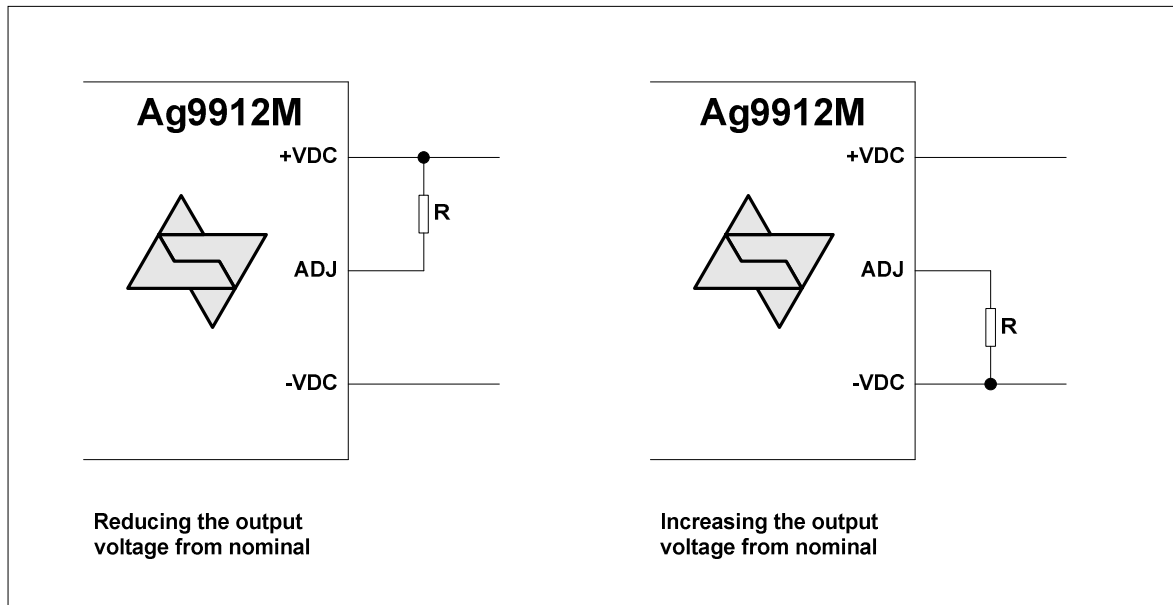 Ag9912M
+VDC
R
ADJ
-VDC
Reducing the output
voltage from nominal
Ag9912M
+VDC
ADJ
R
-VDC
Increasing the output
voltage from nominal